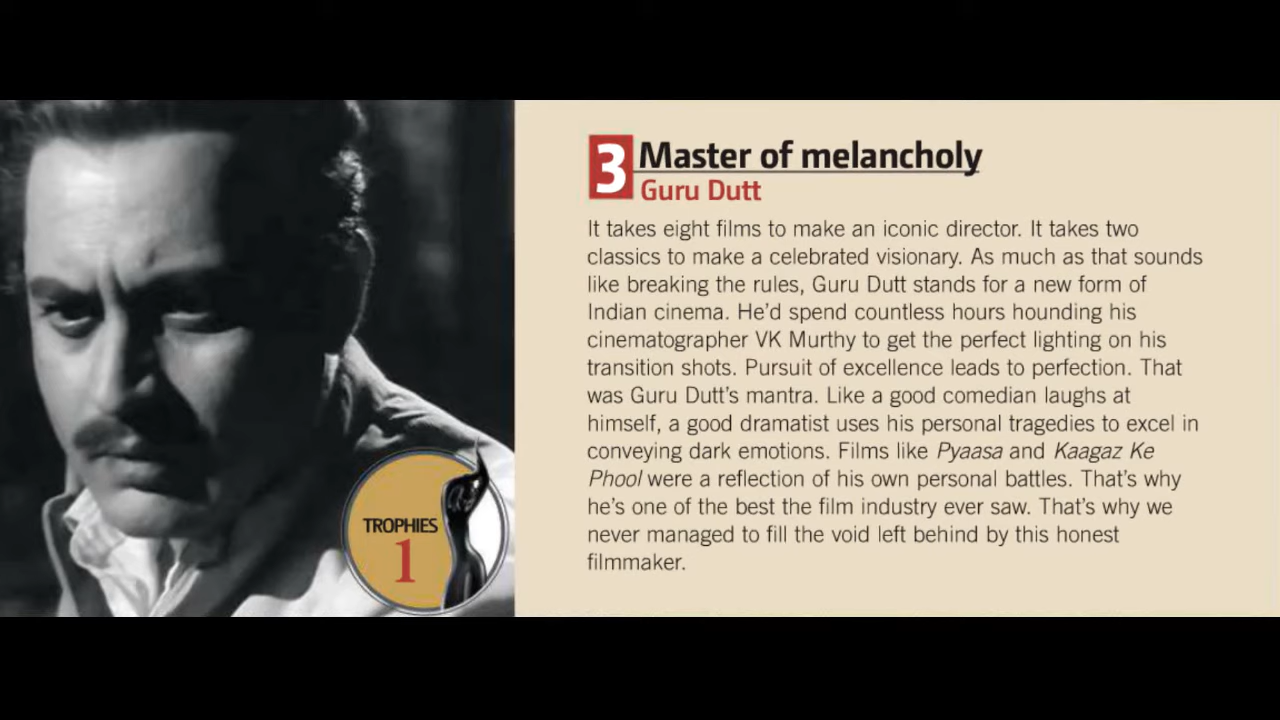 3 Master of melancholy
Guru Dutt
It takes eight films to make an iconic director. It takes two
classics to make a celebrated visionary. As much as that sounds
like breaking the rules, Guru Dutt stands for a new form of
Indian cinema. He’d spend countless hours hounding his
cinematographer VK Murthy to get the perfect lighting on his
transition shots. Pursuit of excellence leads to perfection. That
was Guru Dutt’s mantra. Like a good comedian laughs at
himself, a good dramatist uses his personal tragedies to excel in
conveying dark emotions. Films like Pyaasa and Kaagaz Ke
Phool were a reflection of his own personal battles. That’s why
he’s one of the best the film industry ever saw. That’s why we
never managed to fill the void left behind by this honest
filmmaker.
TROPHIES
1